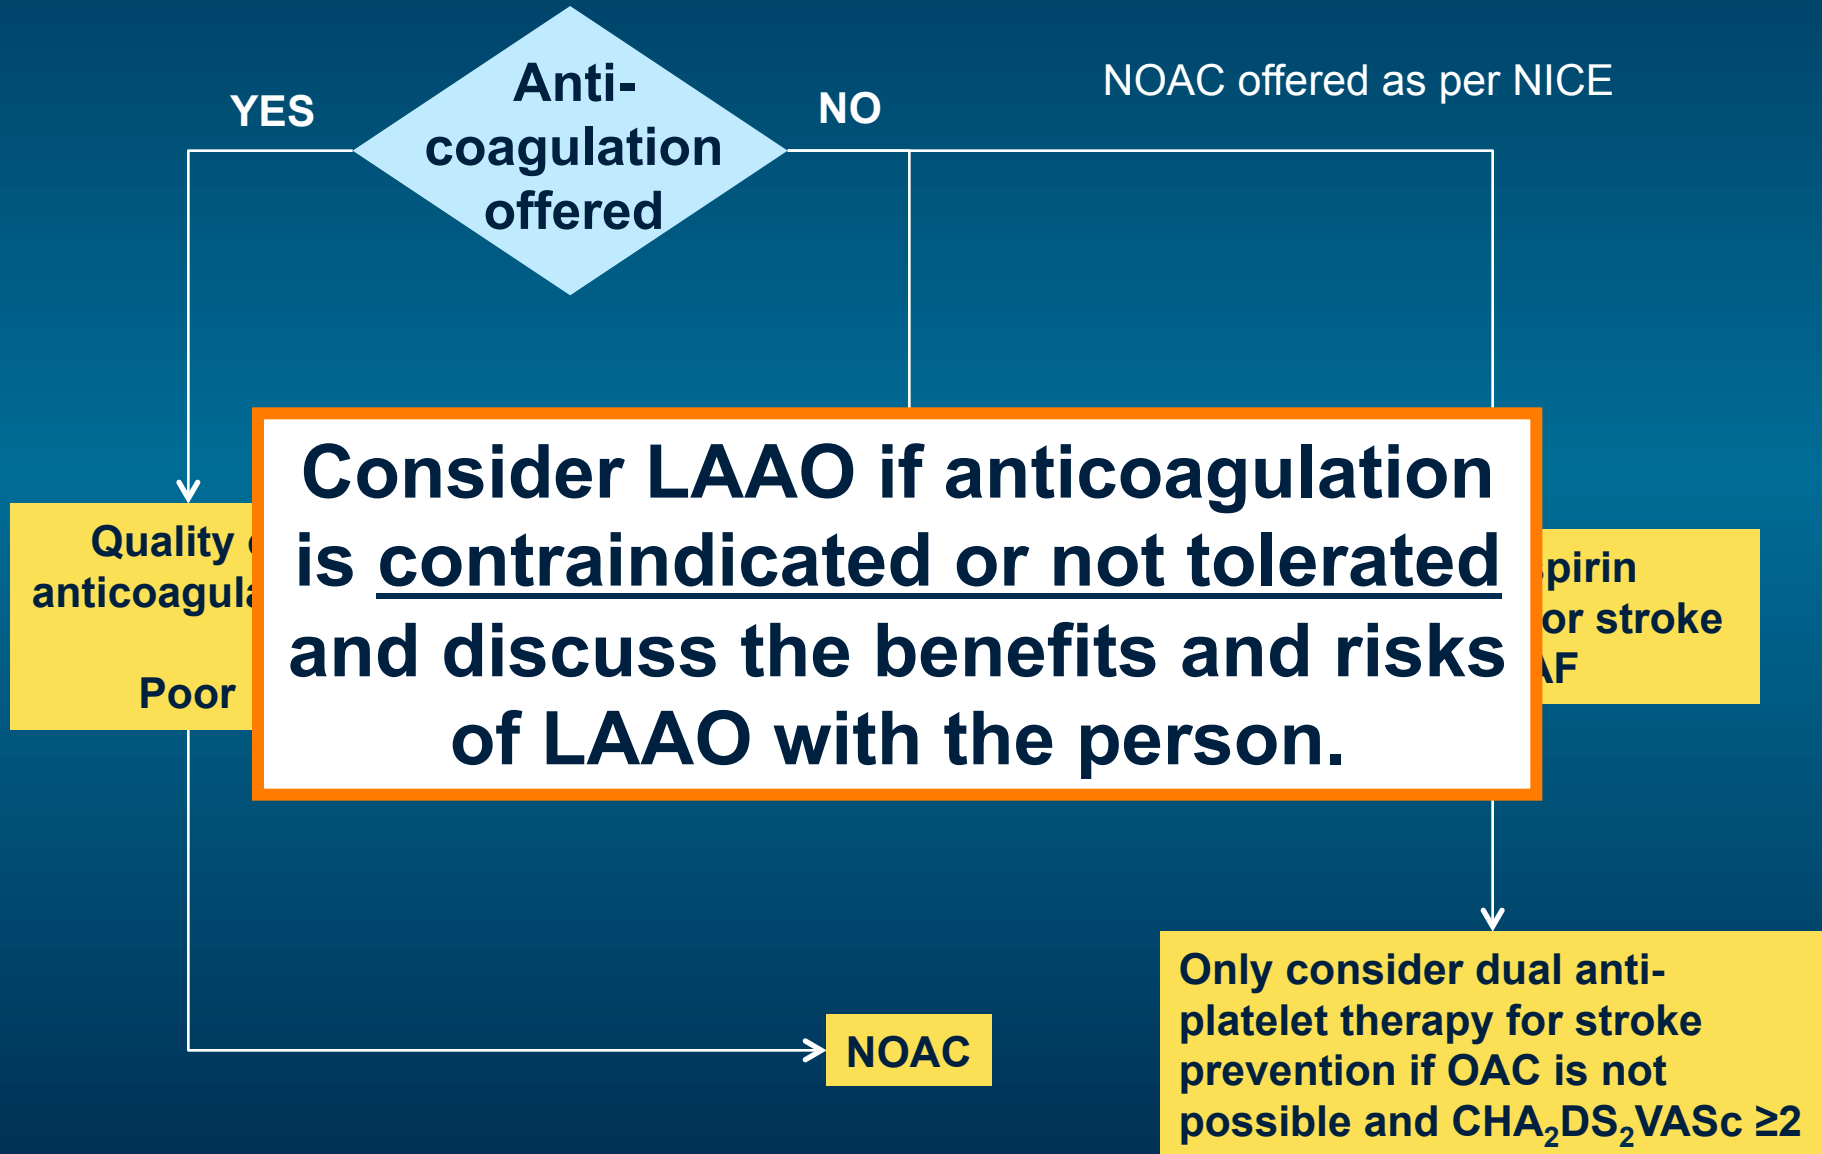 Anti-
coagulation
offered
YES
NO
NOAC offered as per NICE
Quality
anticoagula
Poor
Consider LAAO if anticoagulation
is contraindicated or not tolerated
and discuss the benefits and risks
of LAAO with the person.
spirin
or stroke
AF
NOAC
Only consider dual anti-
platelet therapy for stroke
prevention if OAC is not
possible and CHA₂DS₂VASc ≥2